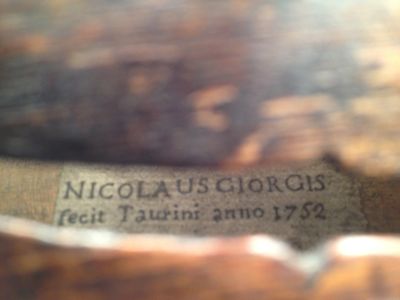 NICOLAUS GIORGIS
fecit Taurini anno 1752